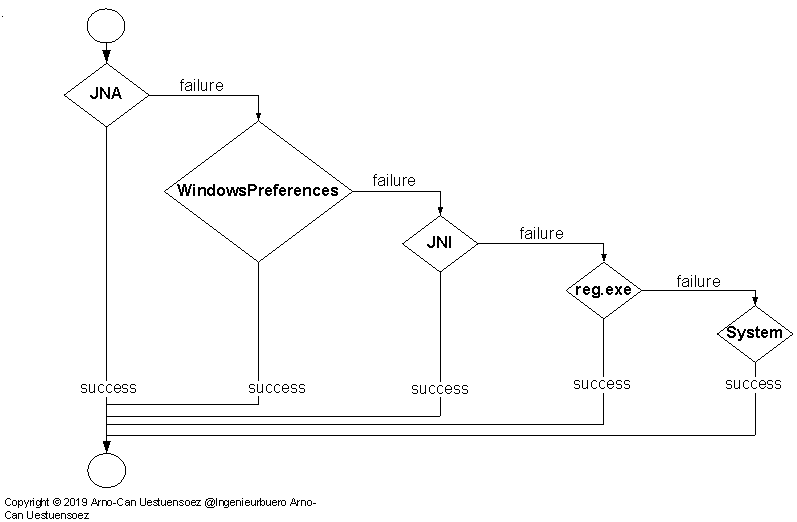 JNA
failure
WindowsPreferences
failure
JNI
failure
reg.exe
failure
System
success
success
success
success
success
Copyright © 2019 Arno-Can Uestuensoez @Ingenieurbuero Arno-
Can Uestuensoez